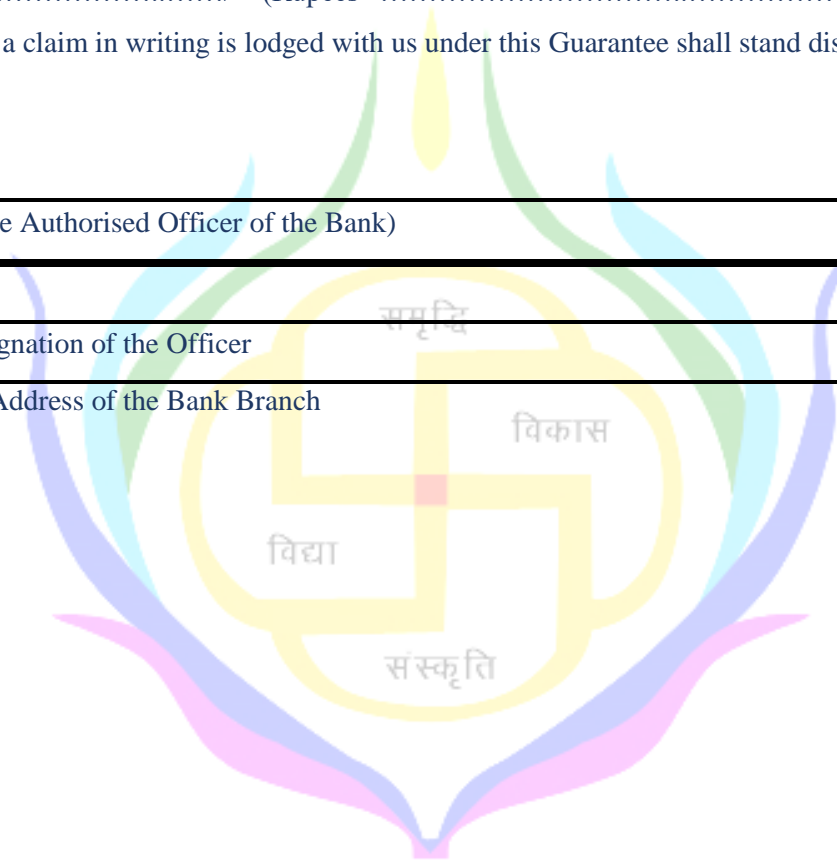 (Rupees
a claim in writing is lodged with us under this Guarantee shall stand dis
e Authorised Officer of the Bank)
समृद्धि
gnation of the Officer
Address of the Bank Branch
विकास
विद्या
संस्कृति